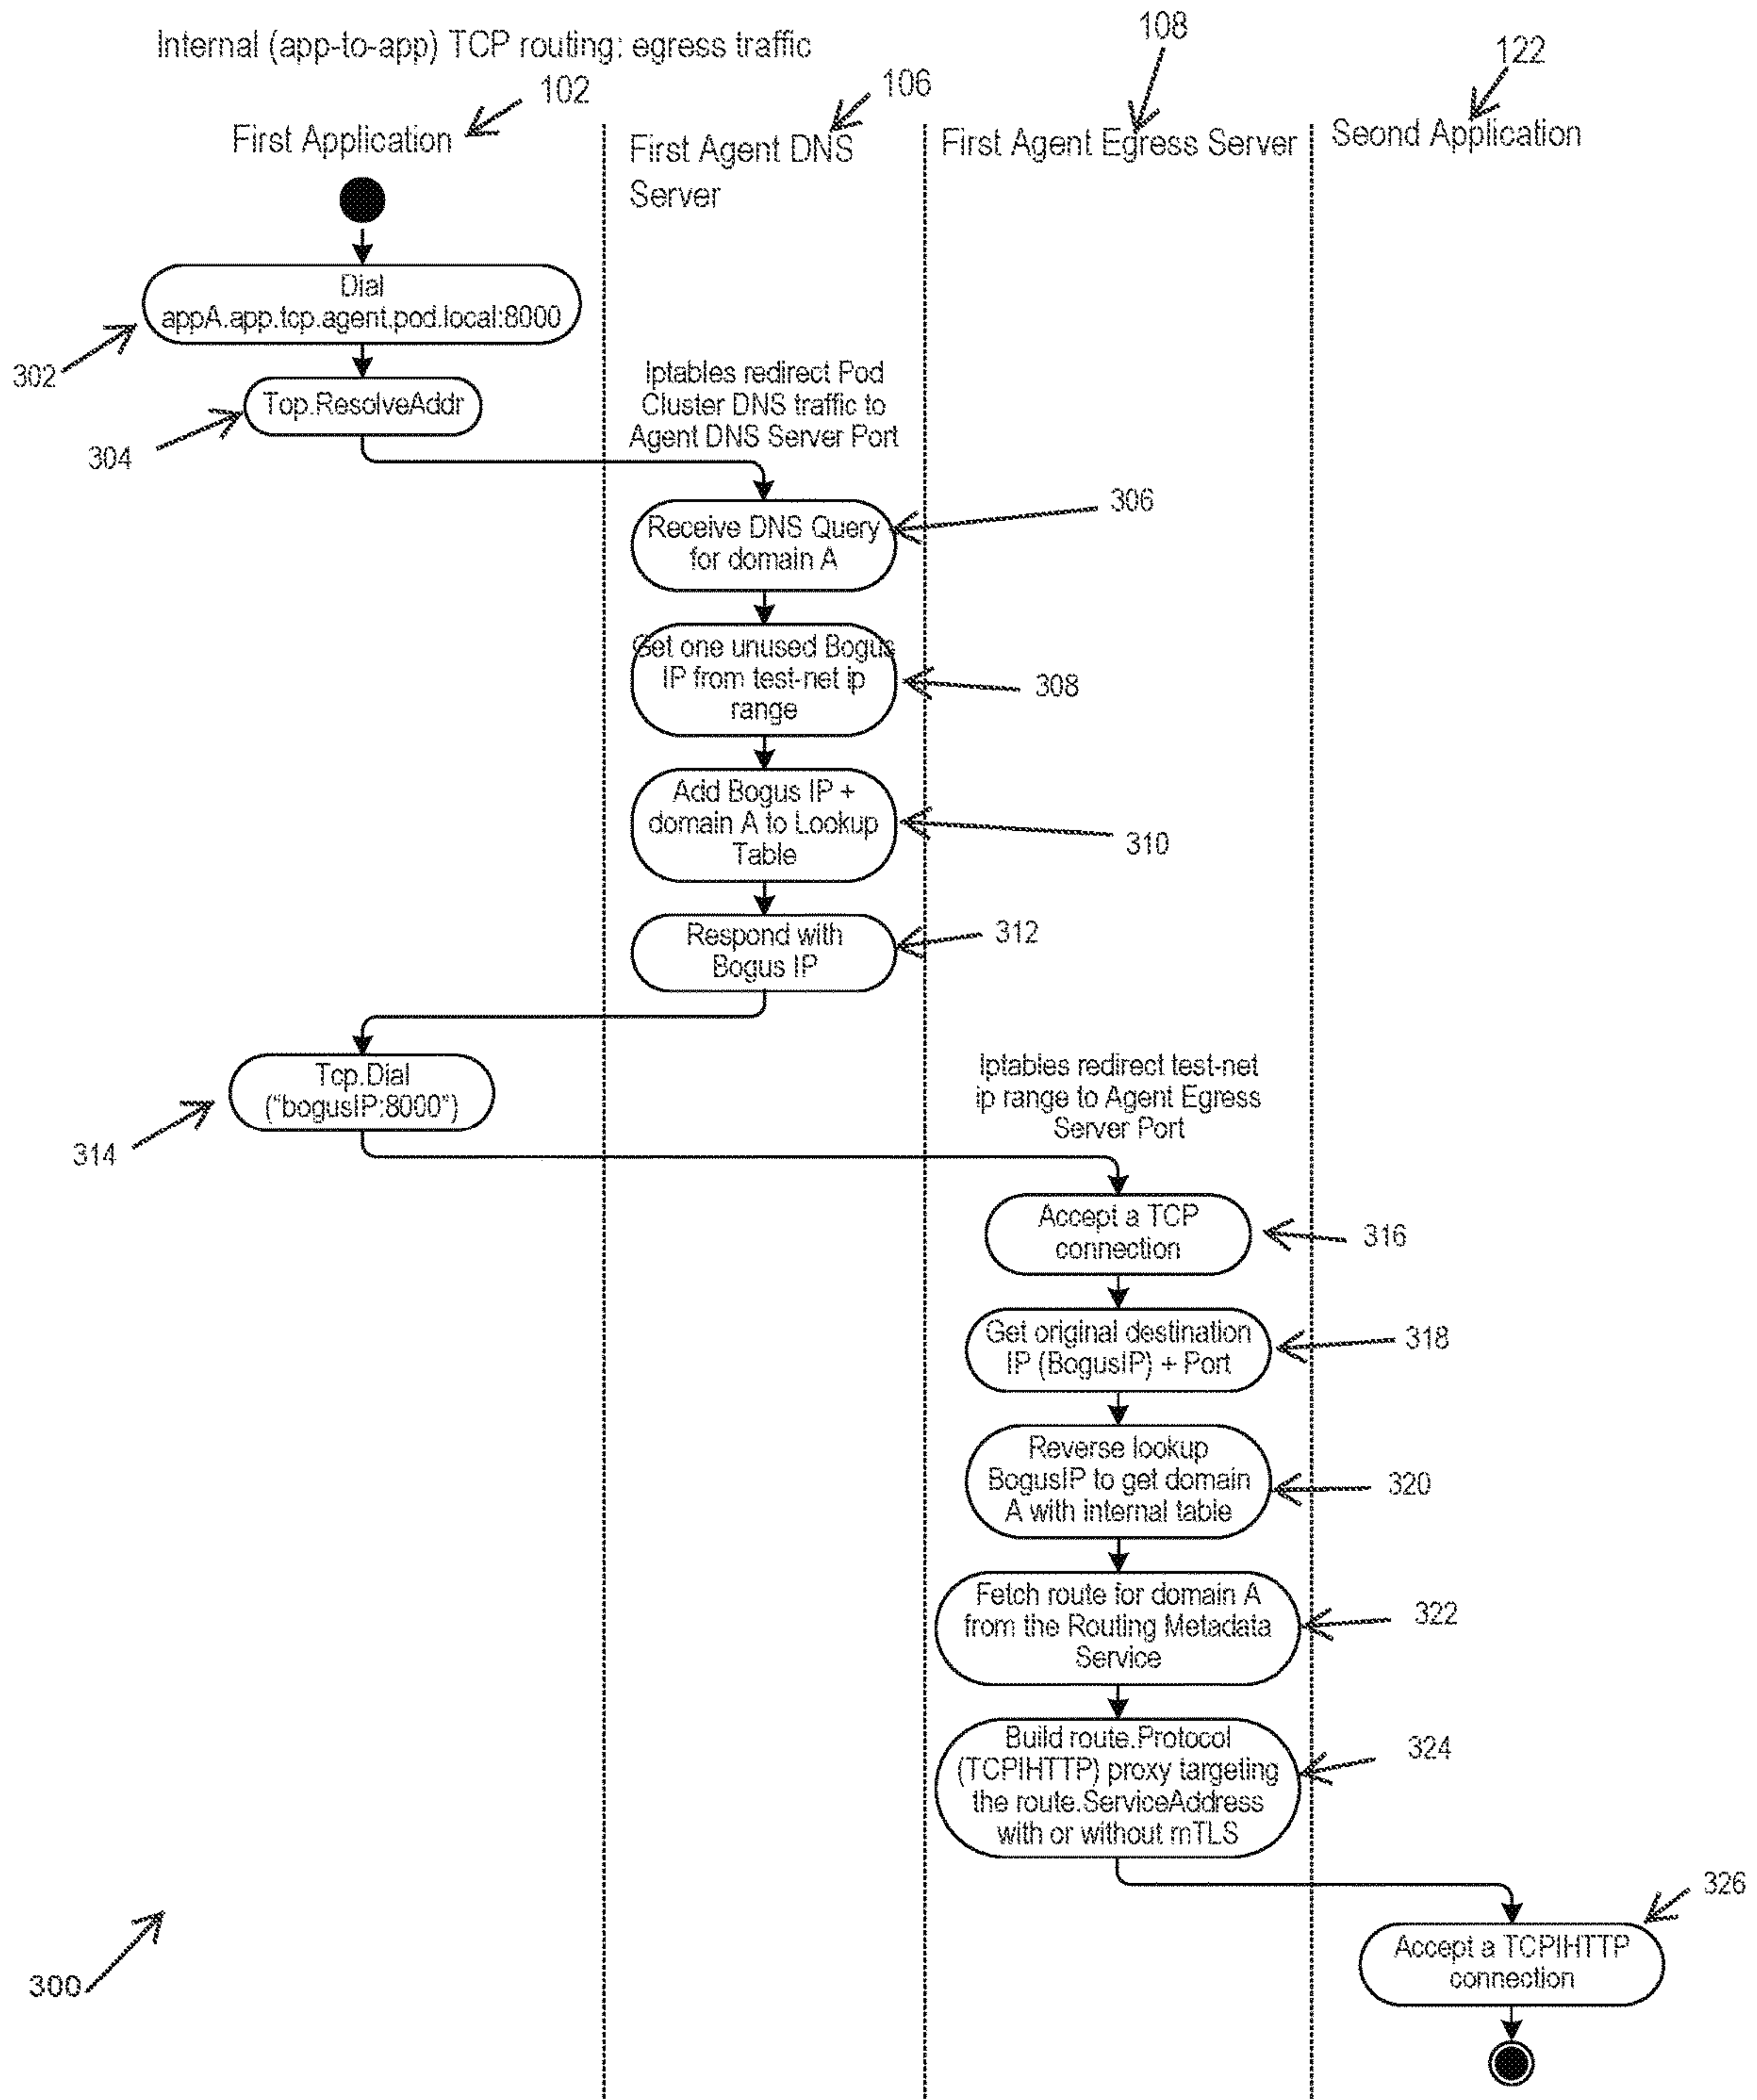 Internal (app-to-app) TCP routing: egress traffic
108
122
102
106
First Application
First Agent DNS
Server
First Agent Egress Server
Seond Application
Dial
appA.app.tcp.agent.pod.local:8000
302
Top.ResolveAddr
304
Iptables redirect Pod
Cluster DNS traffic to
Agent DNS Server Port
Receive DNS Query
for domain A
306
Get one unused Bogus
IP from test-net ip
range
308
Add Bogus IP +
domain A to Lookup
Table
310
Respond with
Bogus IP
312
Tcp.Dial
("bogusIP:8000")
314
Iptables redirect test-net
ip range to Agent Egress
Server Port
Accept a TCP
connection
316
Get original destination
IP (BogusIP) + Port
318
Reverse lookup
BogusIP to get domain
A with internal table
320
Fetch route for domain A
from the Routing Metadata
Service
322
Build route.Protocol
(TCPIHTTP) proxy targeting
the route.ServiceAddress
with or without mTLS
324
326
Accept a TCPIHTTP
connection
300